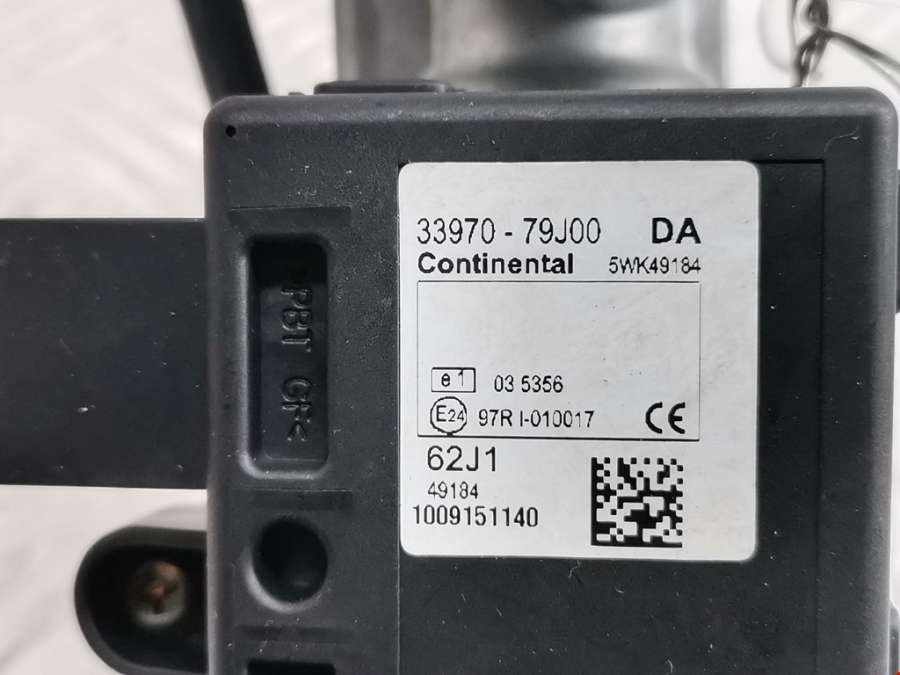 33970 - 79J00 DA
Continental 5WK49184
e1 03 5356
E24 97R I-010017 CE
62J1
49184
1009151140
PBT GF<